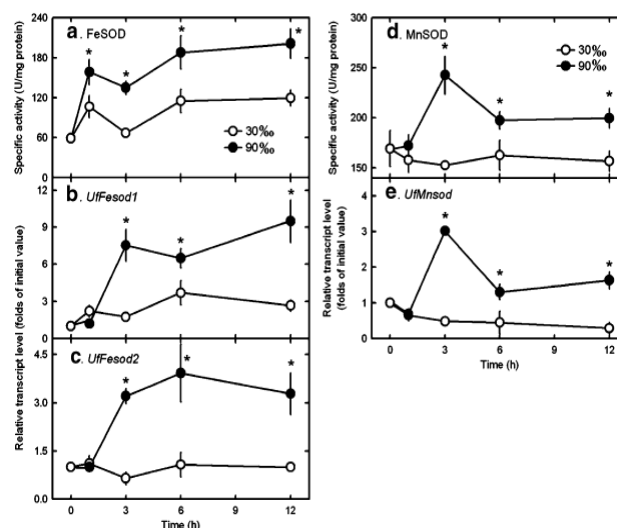 a. FeSOD
Specific activity (U/mg protein)
240
180
120
60
0
* * * *
30‰
90‰
b. UfFesod1
Relative transcript level (folds of initial value)
12
9
6
3
0
* * *
c. UfFesod2
4.5
3.0
1.5
0.0
* * *
0 3 6 9 12
Time (h)
d. MnSOD
Specific activity (U/mg protein)
300
250
200
150
100
* * *
30‰
90‰
e. UfMnsod
Relative transcript level
(folds of initial value)
4
3
2
1
0
* * *
0 3 6 9 12
Time (h)